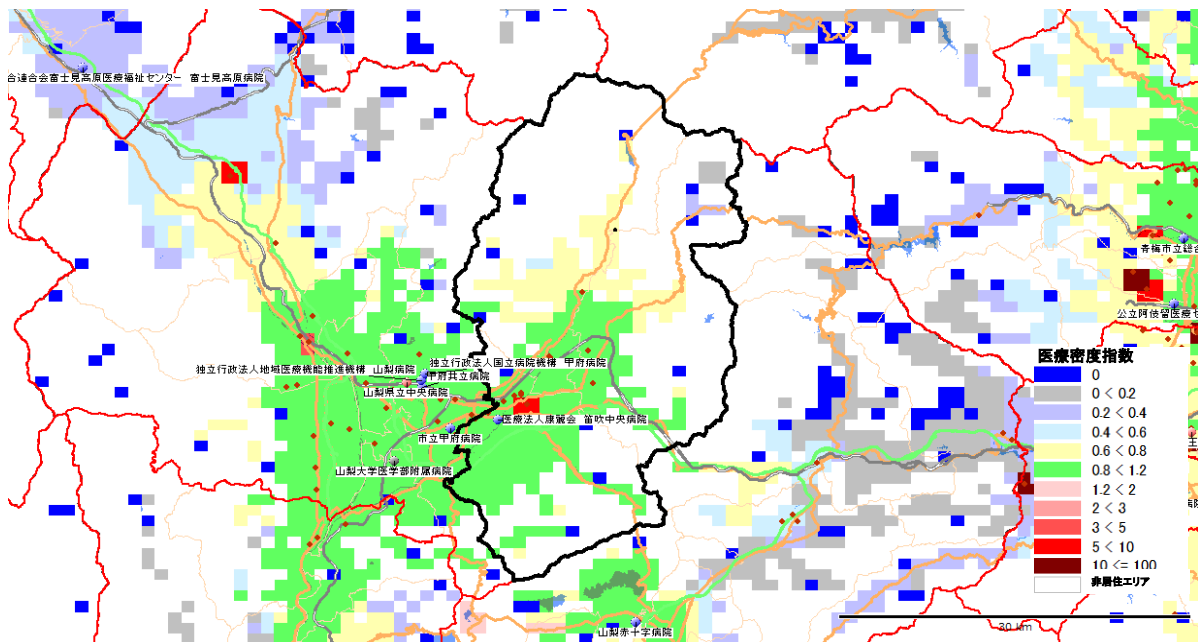 合連合会富士見高原医療福祉センター 富士見高原病院
青梅市立総合
公立阿伎留医療セ
独立行政法人国立病院機構 甲府病院
独立行政法人地域医療機能推進機構 山梨病院
甲府共立病院
山梨県立中央病院
医療法人康麗会 笛吹中央病院
市立甲府病院
山梨大学医学部附属病院
山梨赤十字病院
医療密度指数
0
0 < 0.2
0.2 < 0.4
0.4 < 0.6
0.6 < 0.8
0.8 < 1.2
1.2 < 2
2 < 3
3 < 5
5 < 10
10 <= 100
非居住エリア
30 km